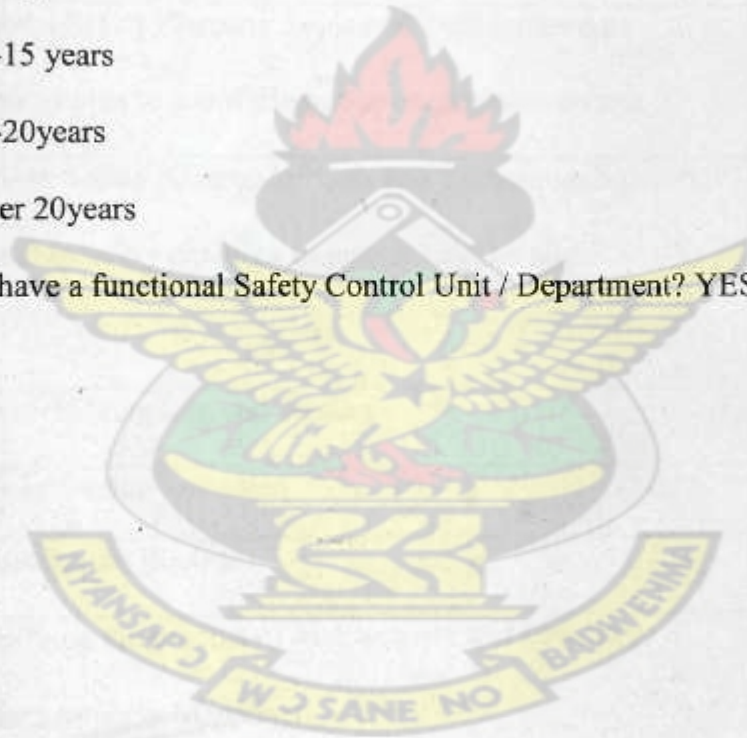 -15 years
-20years
er 20years
have a functional Safety Control Unit / Department? YES
NYANSAPƆ
WƆSANE NO
BADWENMA